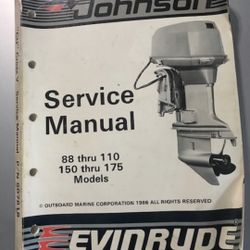 Johnson
Service
Manual
88 thru 110
150 thru 175
Models
© OUTBOARD MARINE CORPORATION 1986 ALL RIGHTS RESERVED
EVINRUDE